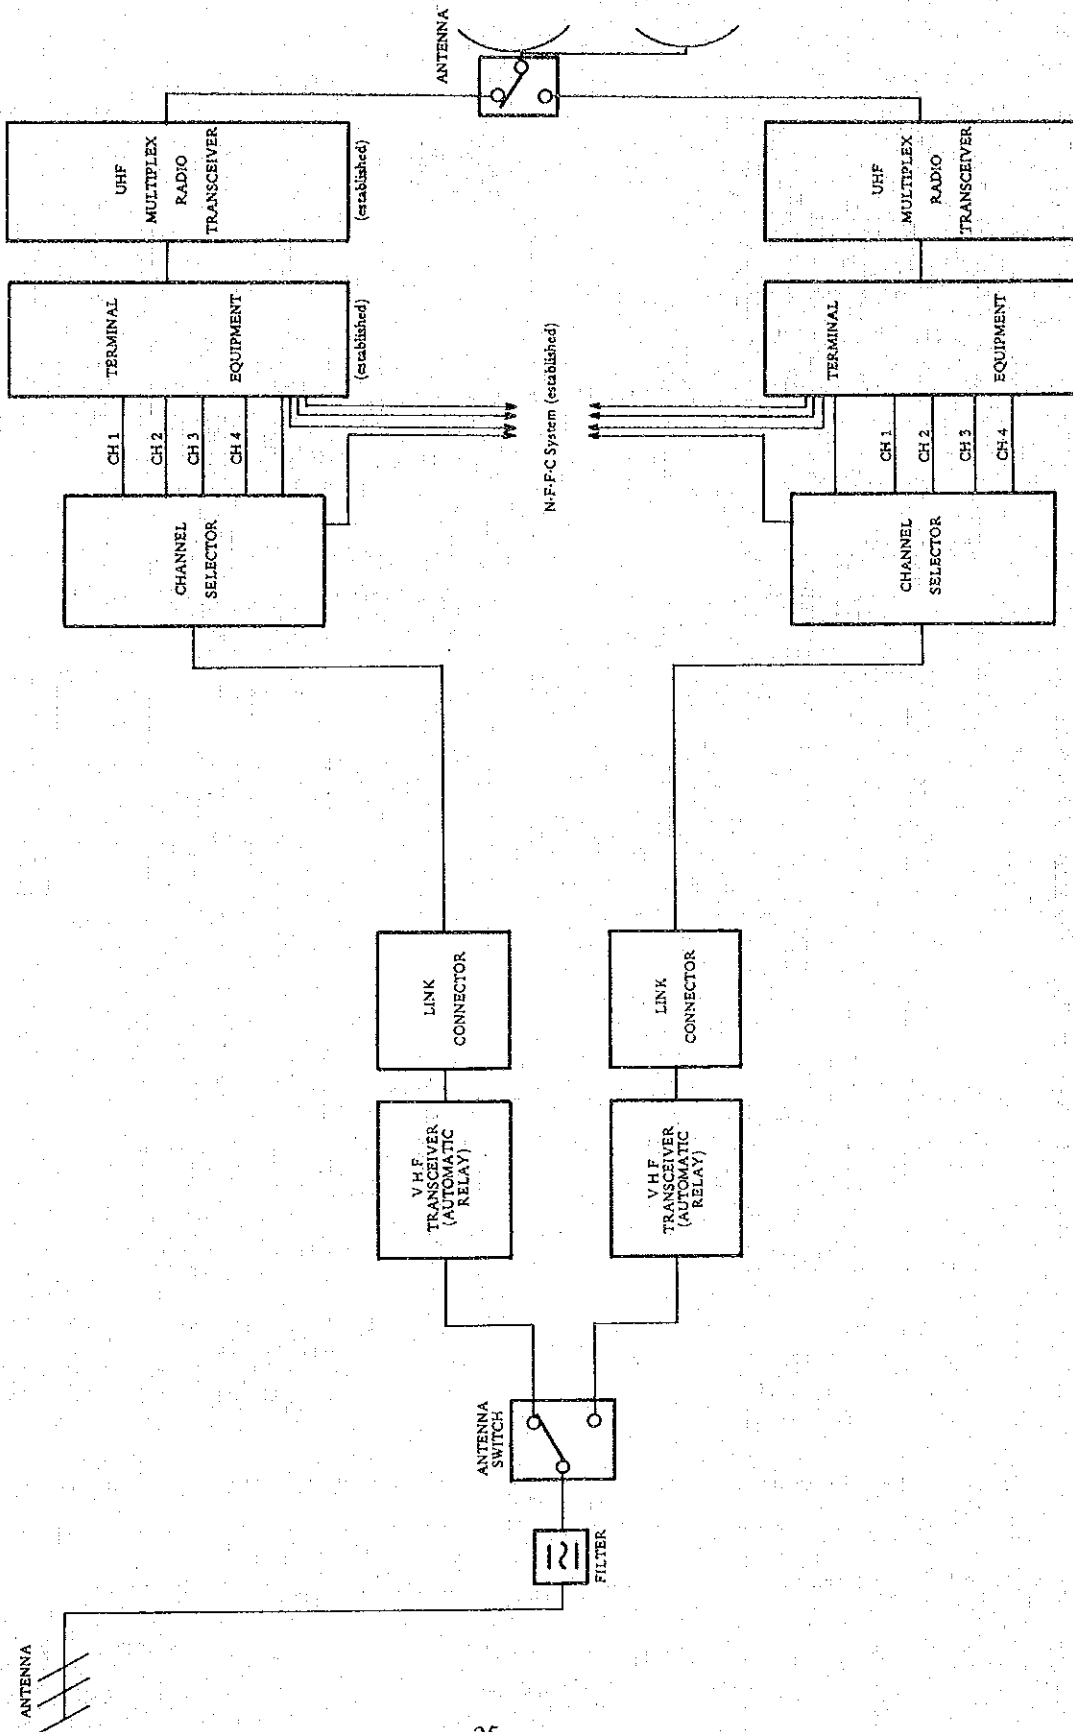 ANTENNA
UHF
MULTIPLEX
RADIO
TRANSCEIVER
(established)
TERMINAL
EQUIPMENT
(established)
CH 1
CH 2
CH 3
CH 4
CHANNEL
SELECTOR
N-F-F-C System (established)
UHF
MULTIPLEX
RADIO
TRANSCEIVER
TERMINAL
EQUIPMENT
CH 1
CH 2
CH 3
CH 4
CHANNEL
SELECTOR
LINK
CONNECTOR
LINK
CONNECTOR
V H F
TRANSCEIVER
(AUTOMATIC
RELAY)
V H F
TRANSCEIVER
(AUTOMATIC
RELAY)
ANTENNA
SWITCH
FILTER
ANTENNA